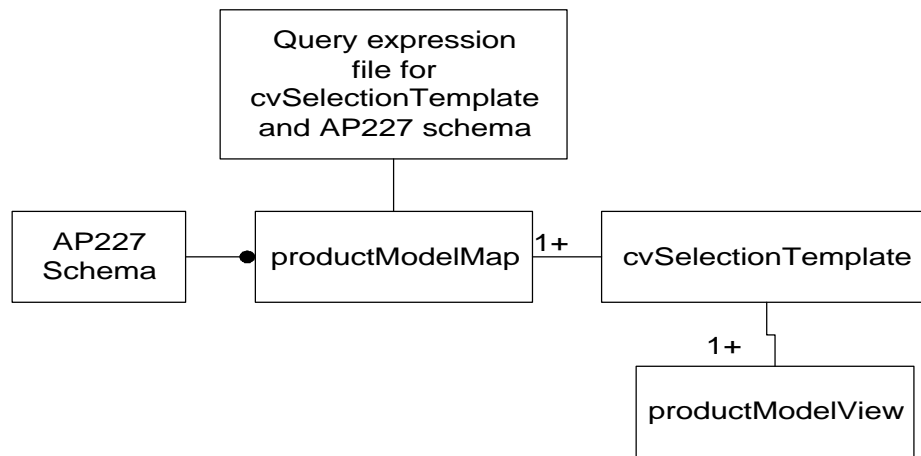 Query expression
file for
cvSelectionTemplate
and AP227 schema
AP227
Schema
productModelMap
1+
cvSelectionTemplate
1+
productModelView